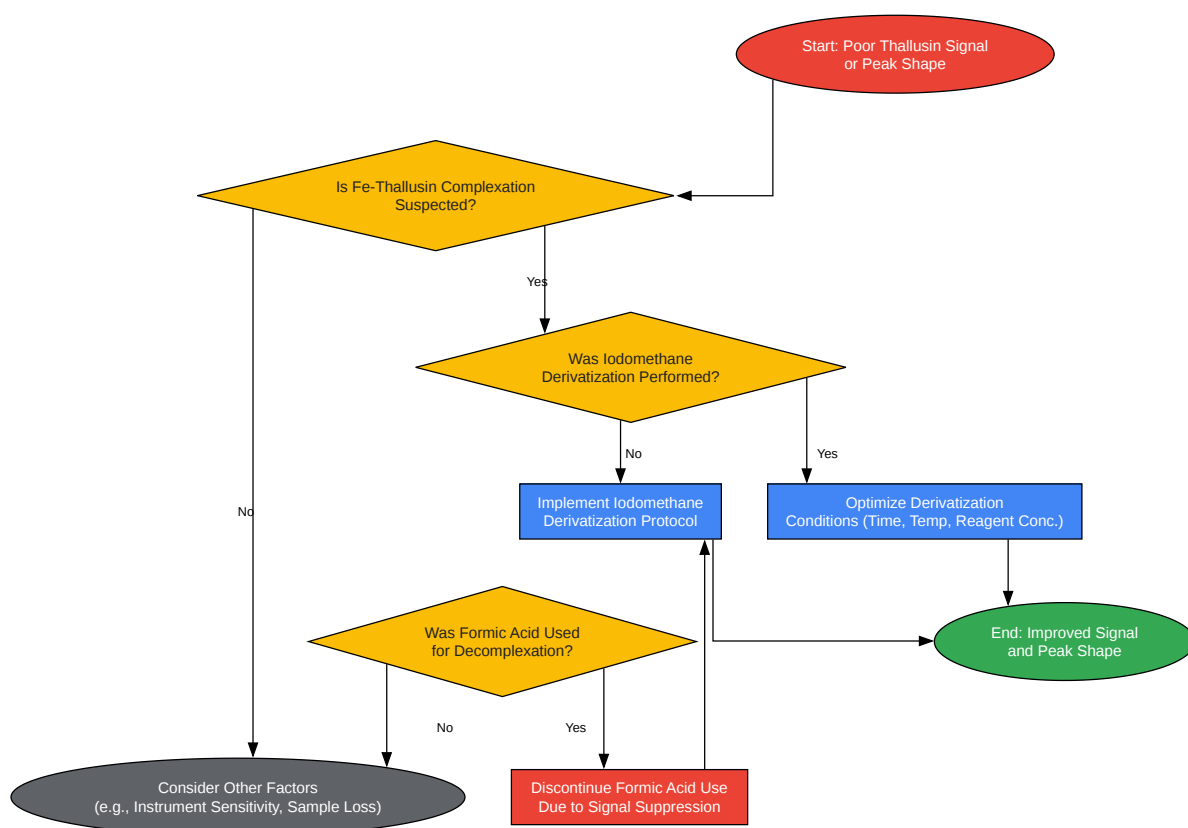 Start: Poor Thallusin Signal
or Peak Shape
Is Fe-Thallusin Complexation
Suspected?
Yes
Was Iodomethane
Derivatization Performed?
No
Yes
Implement Iodomethane
Derivatization Protocol
Optimize Derivatization
Conditions (Time, Temp, Reagent Conc.)
No
Was Formic Acid Used
for Decomplexation?
End: Improved Signal
and Peak Shape
No
Yes
Consider Other Factors
(e.g., Instrument Sensitivity, Sample Loss)
Discontinue Formic Acid Use
Due to Signal Suppression